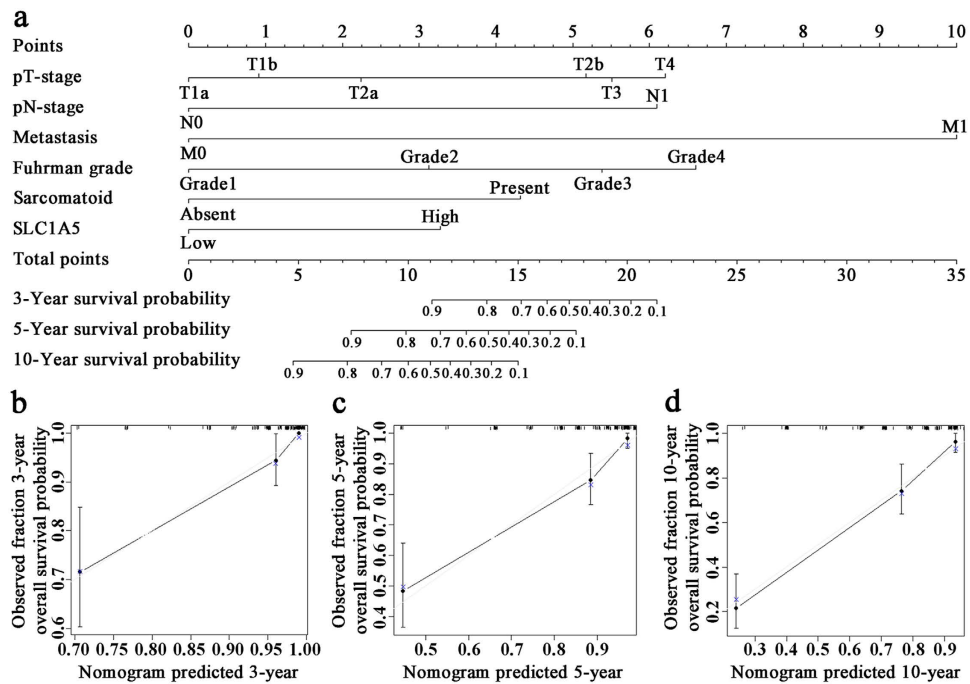 a
Points 0 1 2 3 4 5 6 7 8 9 10
T1b T2b T4
pT-stage
T1a T2a T3 N1
pN-stage
N0 M1
Metastasis
M0 Grade2 Grade4
Fuhrman grade
Grade1 Present Grade3
Sarcomatoid
Absent High
SLC1A5
Low
Total points
0 5 10 15 20 25 30 35
3-Year survival probability
0.9 0.8 0.7 0.6 0.5 0.4 0.3 0.2 0.1
5-Year survival probability
0.9 0.8 0.7 0.6 0.5 0.4 0.3 0.2 0.1
10-Year survival probability
0.9 0.8 0.7 0.6 0.5 0.4 0.3 0.2 0.1
b
Observed fraction 3-year
overall survival probability
1.0
0.9
0.8
0.7
0.6
0.70 0.75 0.80 0.85 0.90 0.95 1.00
Nomogram predicted 3-year
c
Observed fraction 5-year
overall survival probability
1.0
0.9
0.8
0.7
0.6
0.5
0.4
0.5 0.6 0.7 0.8 0.9
Nomogram predicted 5-year
d
Observed fraction 10-year
overall survival probability
1.0
0.8
0.6
0.4
0.2
0.3 0.4 0.5 0.6 0.7 0.8 0.9
Nomogram predicted 10-year